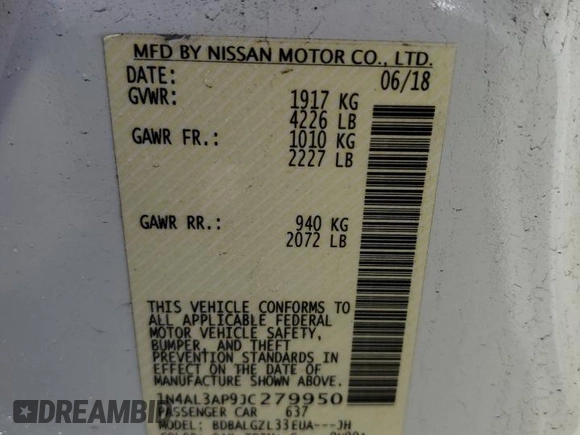 MFD BY NISSAN MOTOR CO., LTD.
DATE: 06/18
GVWR: 1917 KG
4226 LB
GAWR FR.: 1010 KG
2227 LB
GAWR RR.: 940 KG
2072 LB
THIS VEHICLE CONFORMS TO
ALL APPLICABLE FEDERAL
MOTOR VEHICLE SAFETY,
BUMPER, AND THEFT
PREVENTION STANDARDS IN
EFFECT ON THE DATE OF
MANUFACTURE SHOWN ABOVE.
1N4AL3AP9JC279950
PASSENGER CAR 637
MODEL: BDBALGZL33EUA---JH
DREAMBID